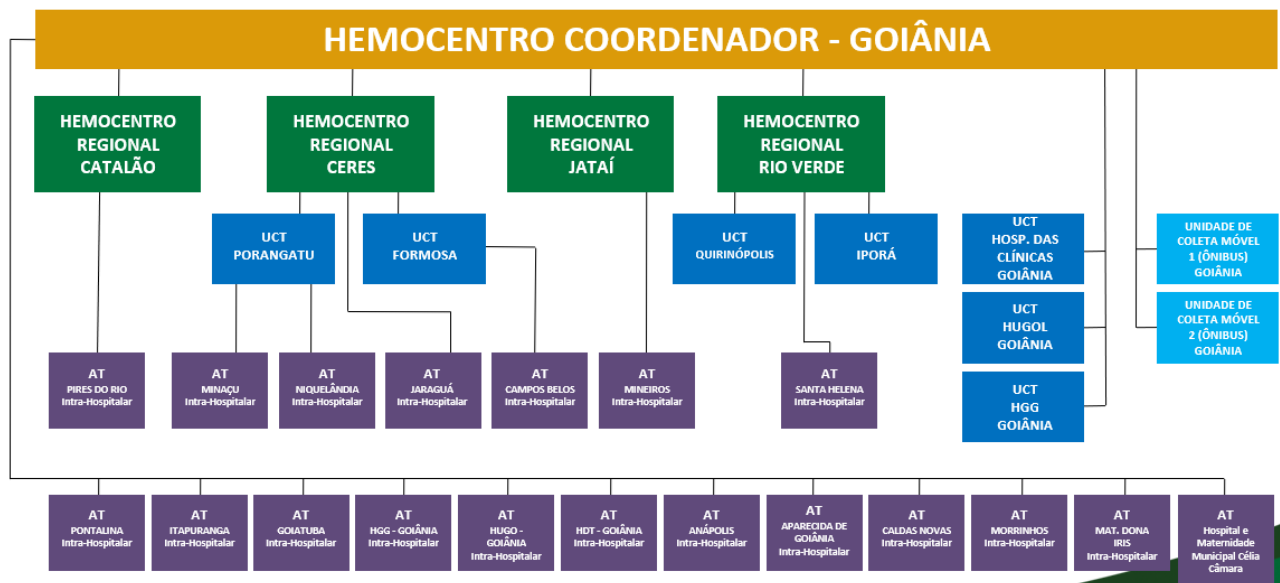 HEMOCENTRO COORDENADOR - GOIÂNIA
HEMOCENTRO
REGIONAL
CATALÃO
HEMOCENTRO
REGIONAL
CERES
HEMOCENTRO
REGIONAL
JATAÍ
HEMOCENTRO
REGIONAL
RIO VERDE
UCT
PORANGATU
UCT
FORMOSA
UCT
QUIRINÓPOLIS
UCT
IPORÁ
UCT
HOSP. DAS
CLÍNICAS
GOIÂNIA
UNIDADE DE
COLETA MÓVEL
1 (ÔNIBUS)
GOIÂNIA
UCT
HUGOL
GOIÂNIA
UNIDADE DE
COLETA MÓVEL
2 (ÔNIBUS)
GOIÂNIA
UCT
HGG
GOIÂNIA
AT
PIRES DO RIO
Intra-Hospitalar
AT
MINAÇU
Intra-Hospitalar
AT
NIQUELÂNDIA
Intra-Hospitalar
AT
JARAGUÁ
Intra-Hospitalar
AT
CAMPOS BELOS
Intra-Hospitalar
AT
MINEIROS
Intra-Hospitalar
AT
SANTA HELENA
Intra-Hospitalar
AT
PONTALINA
Intra-Hospitalar
AT
ITAPURANGA
Intra-Hospitalar
AT
GOIATUBA
Intra-Hospitalar
AT
HGG - GOIÂNIA
Intra-Hospitalar
AT
HUGO -
GOIÂNIA
Intra-Hospitalar
AT
HDT - GOIÂNIA
Intra-Hospitalar
AT
ANÁPOLIS
Intra-Hospitalar
AT
APARECIDA DE
GOIÂNIA
Intra-Hospitalar
AT
CALDAS NOVAS
Intra-Hospitalar
AT
MORRINHOS
Intra-Hospitalar
AT
MAT. DONA
IRIS
Intra-Hospitalar
AT
Hospital e
Maternidade
Municipal Célia
Câmara